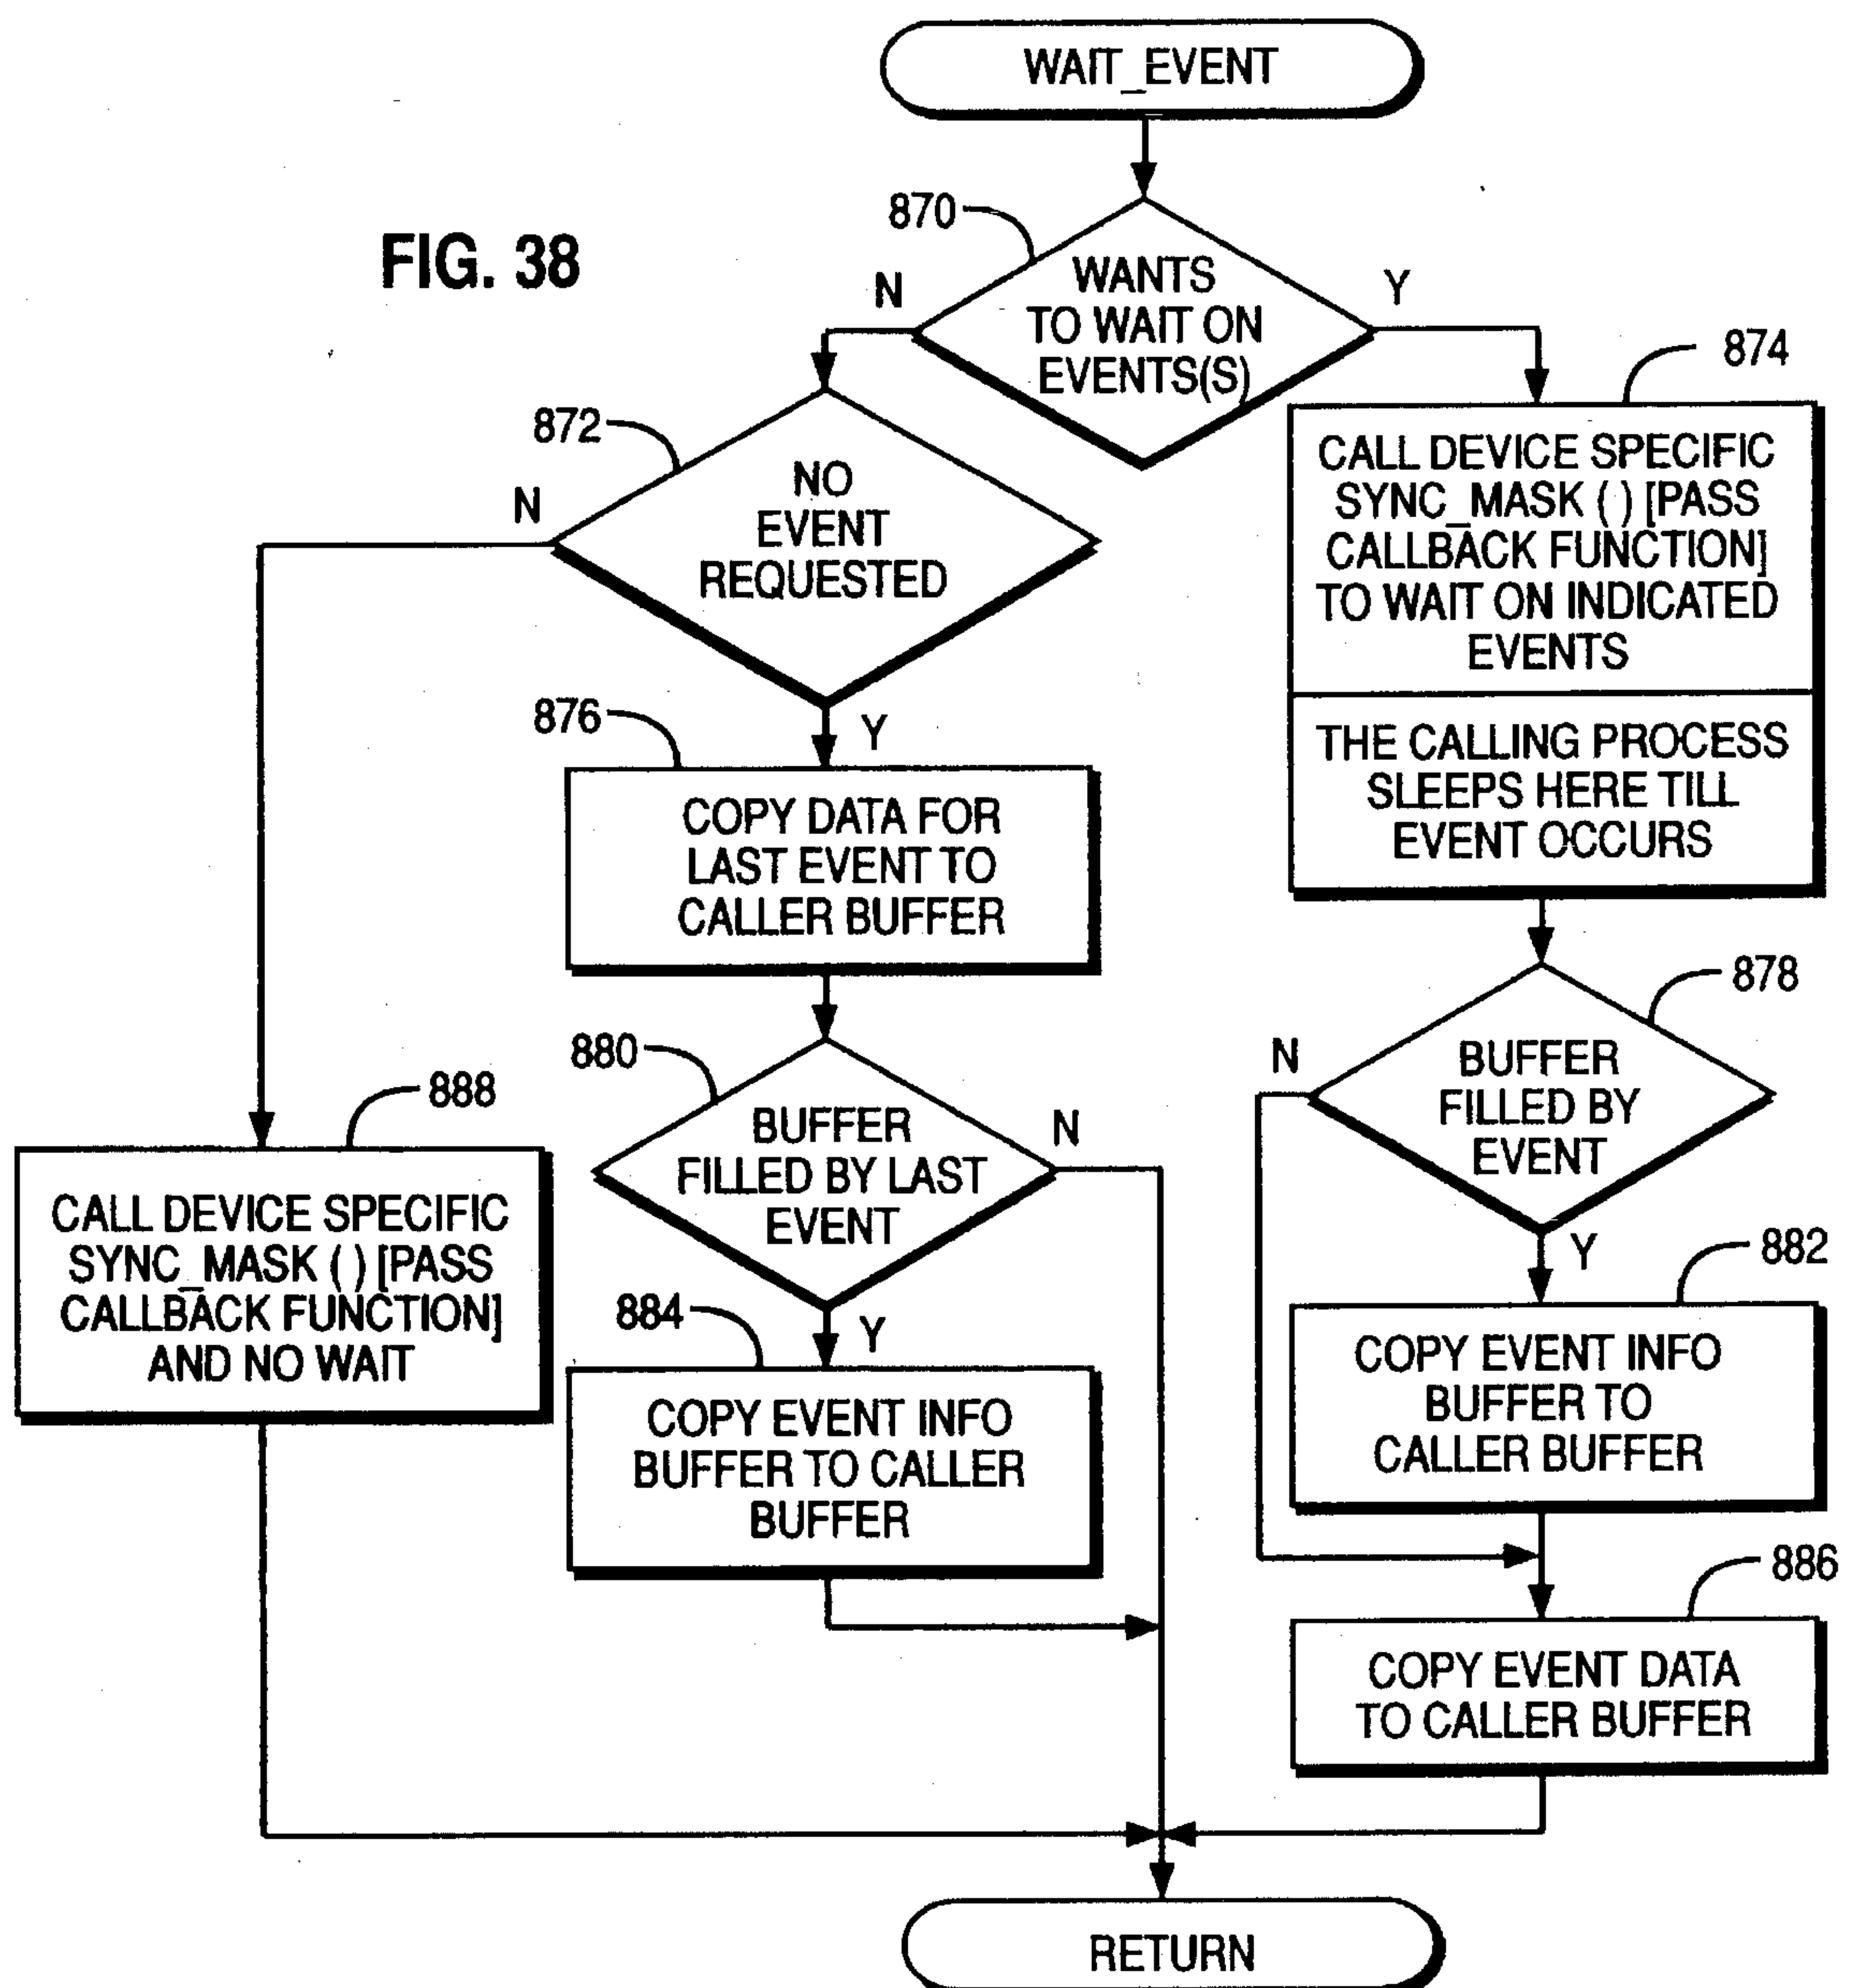 WAIT_EVENT
870
FIG. 38
WANTS
TO WAIT ON
EVENTS(S)
N
Y
874
872
NO
EVENT
REQUESTED
N
CALL DEVICE SPECIFIC
SYNC_MASK ( ) [PASS
CALLBACK FUNCTION]
TO WAIT ON INDICATED
EVENTS
THE CALLING PROCESS
SLEEPS HERE TILL
EVENT OCCURS
876
Y
COPY DATA FOR
LAST EVENT TO
CALLER BUFFER
878
880
BUFFER
FILLED BY LAST
EVENT
N
N
BUFFER
FILLED BY
EVENT
888
CALL DEVICE SPECIFIC
SYNC_MASK ( ) [PASS
CALLBACK FUNCTION]
AND NO WAIT
884
Y
Y
882
COPY EVENT INFO
BUFFER TO CALLER
BUFFER
COPY EVENT INFO
BUFFER TO
CALLER BUFFER
886
COPY EVENT DATA
TO CALLER BUFFER
RETURN